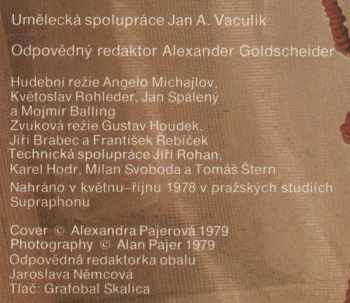 Umělecká spolupráce Jan A. Vaculík
Odpovědný redaktor Alexander Goldscheider
Hudební režie Angelo Michajlov,
Květoslav Rohleder, Jan Spálený
a Mojmír Balling
Zvuková režie Gustav Houdek,
Jiří Brabec a František Řebíček
Technická spolupráce Jiří Rohan,
Karel Hodr, Milan Svoboda a Tomáš Štern
Nahráno v květnu–říjnu 1978 v pražských studiích
Supraphonu
Cover © Alexandra Pajerová 1979
Photography © Alan Pajer 1979
Odpovědná redaktorka obalu
Jaroslava Němcová
Tlač: Grafobal Skalica